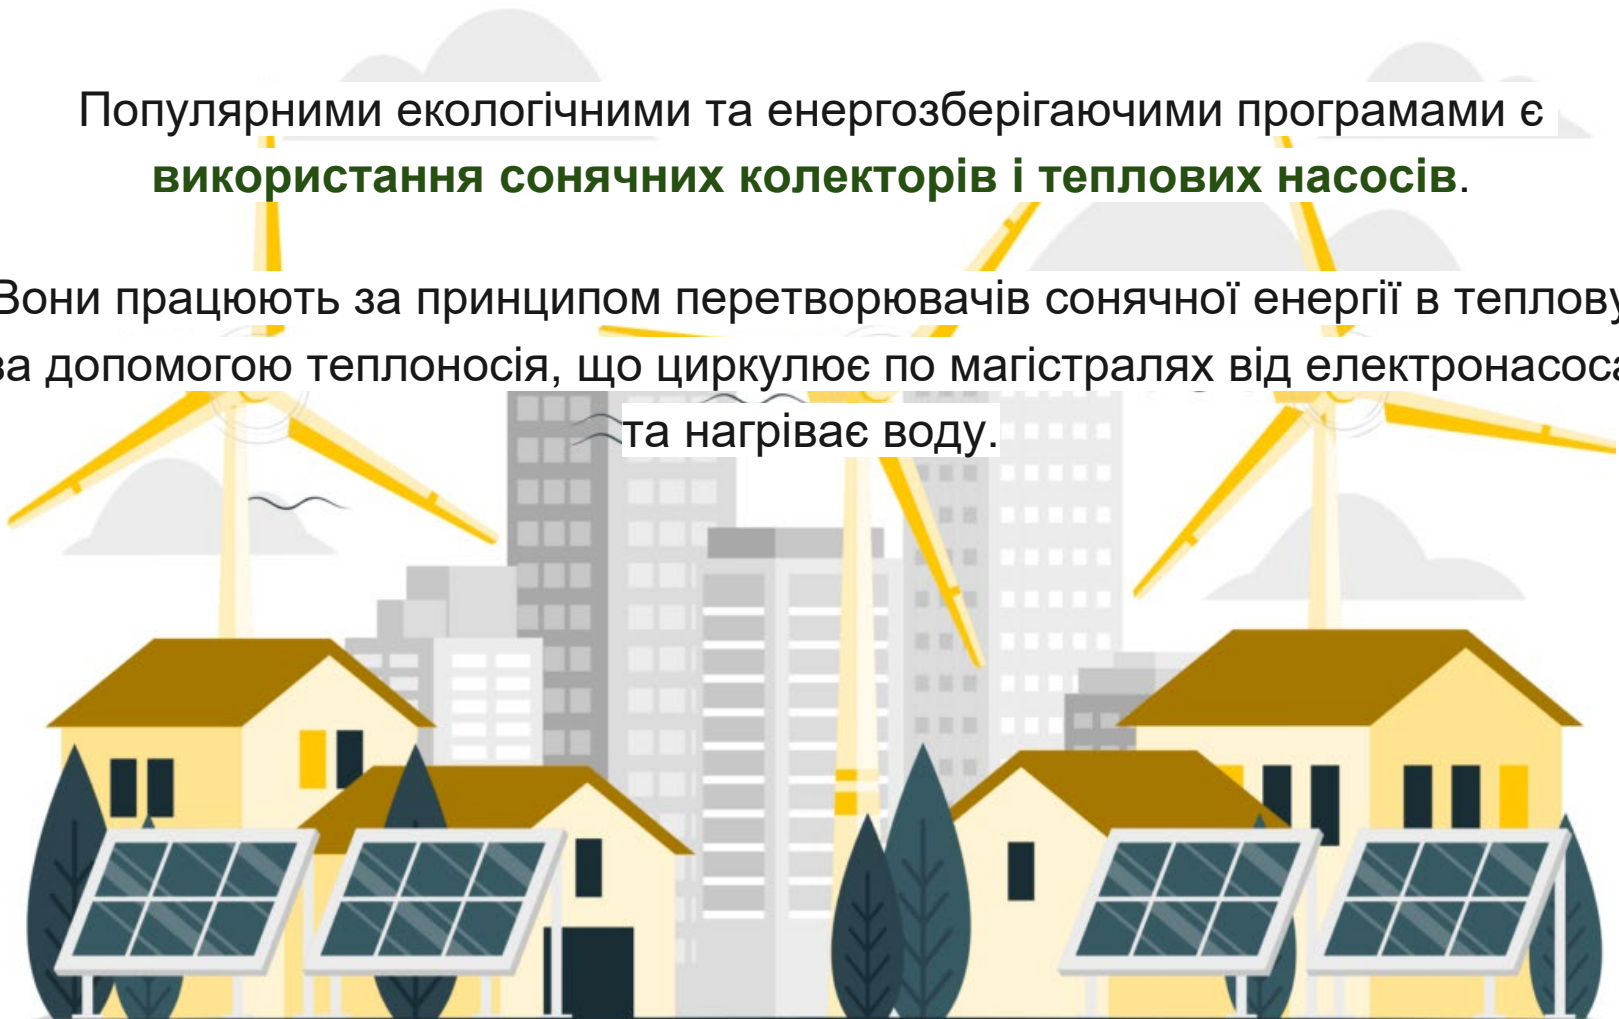 Популярними екологічними та енергозберігаючими програмами є
використання сонячних колекторів і теплових насосів.
Вони працюють за принципом перетворювачів сонячної енергії в теплову
за допомогою теплоносія, що циркулює по магістралях від електронасоса
та нагріває воду.